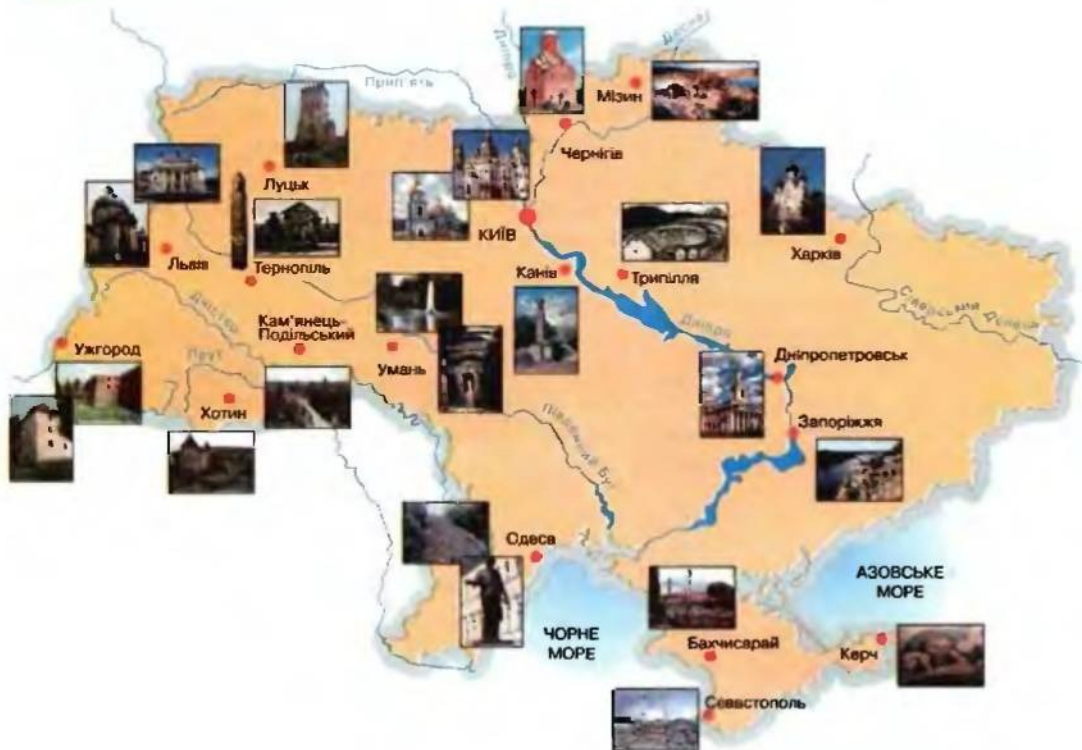 Дніпро
Десна
Прип'ять
Мізин
Чернігів
Луцьк
КИЇВ
Харків
Львів
Тернопіль
Канів
Трипілля
Дністер
Сіверський Донець
Кам'янець-
Подільський
Дніпро
Ужгород
Прут
Умань
Дніпропетровськ
Хотин
Південний Буг
Запоріжжя
Одеса
АЗОВСЬКЕ
МОРЕ
ЧОРНЕ
МОРЕ
Бахчисарай
Керч
Севастополь